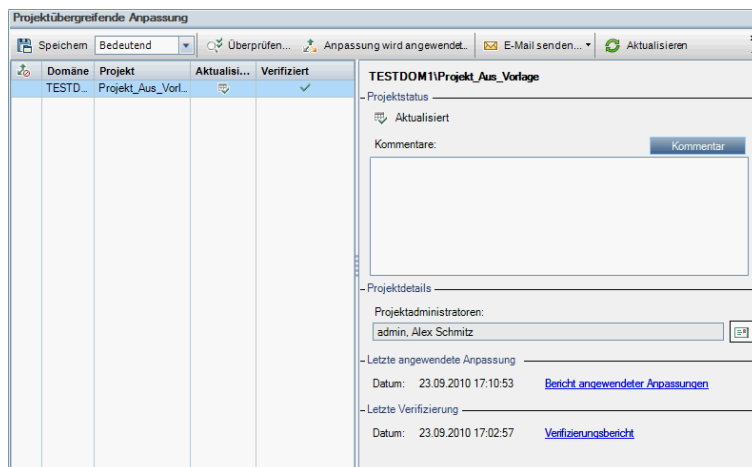 Projektübergreifende Anpassung
Speichern Bedeutend Überprüfen... Anpassung wird angewendet.. E-Mail senden... Aktualisieren
Domäne Projekt Aktualisi... Verifiziert
TESTD... Projekt_Aus_Vorl...
TESTDOM1\Projekt_Aus_Vorlage
Projektstatus
Aktualisiert
Kommentare: Kommentar
Projektdetails
Projektadministratoren:
admin, Alex Schmitz
Letzte angewendete Anpassung
Datum: 23.09.2010 17:10:53 Bericht angewendeter Anpassungen
Letzte Verifizierung
Datum: 23.09.2010 17:02:57 Verifizierungsbericht